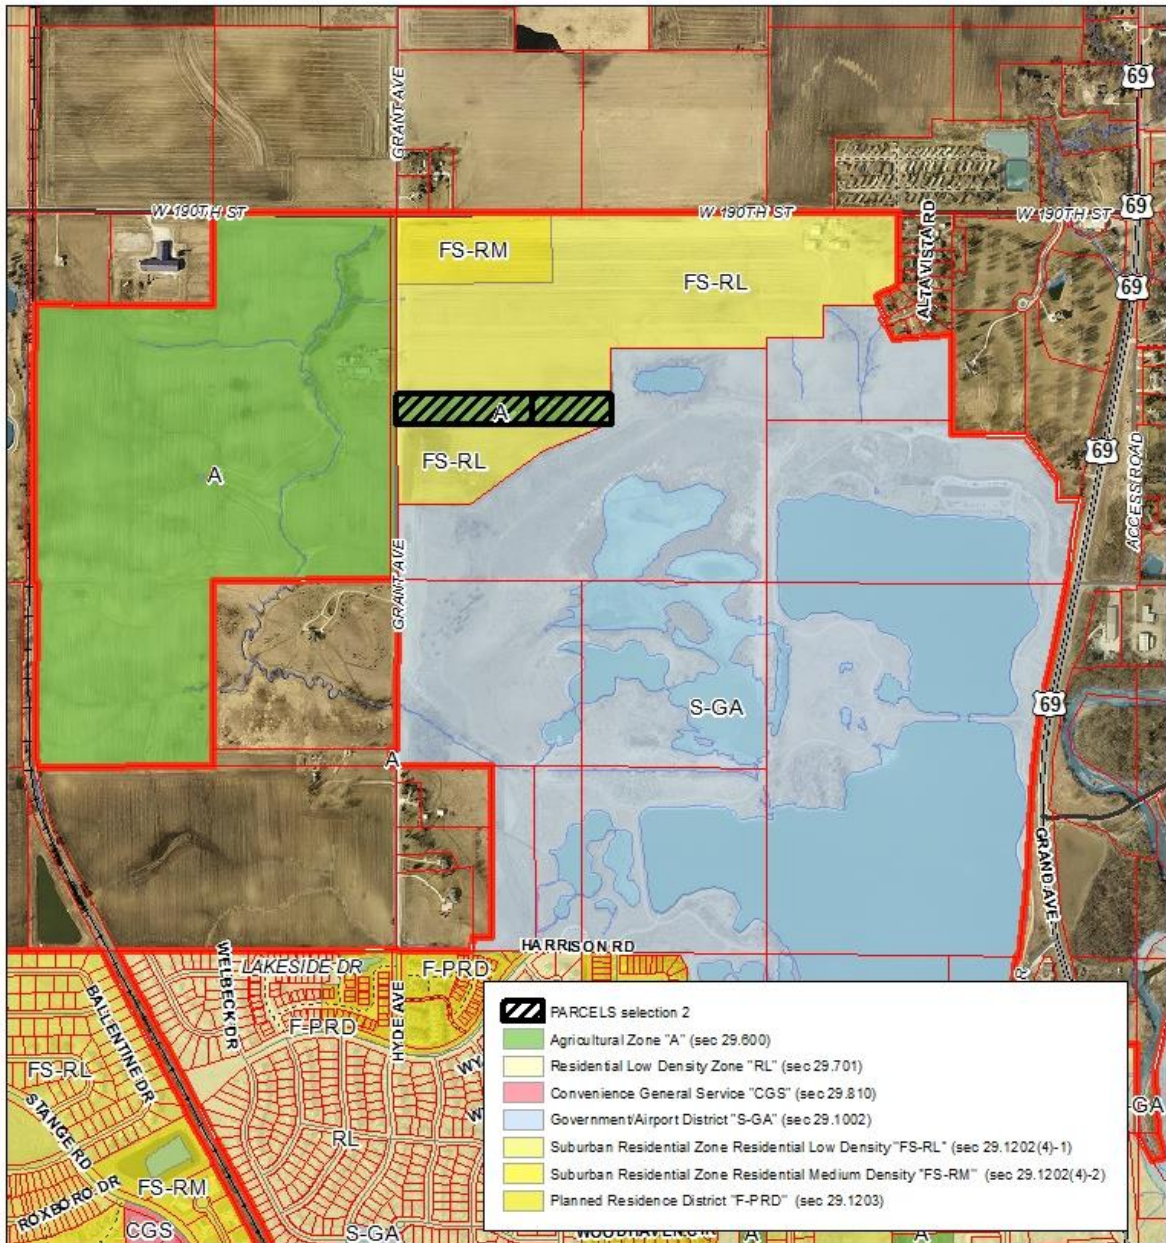 69
GRANT AVE
W 190TH ST
W 190TH ST
W 190TH ST
69
FS-RM
FS-RL
ALTA VISTA RD
69
A
FS-RL
A
69
ACCESS ROAD
GRANT AVE
S-GA
69
A
GRAND AVE
HARRISON RD
WELBECK DR
LAKESIDE DR
F-PRD
HYDE AVE
BALLENTINE DR
F-PRD
FS-RL
STANGE RD
RL
ROXBORO DR
FS-RM
CGS
S-GA
PARCELS selection 2
Agricultural Zone "A" (sec 29.600)
Residential Low Density Zone "RL" (sec 29.701)
Convenience General Service "CGS" (sec 29.810)
Government/Airport District "S-GA" (sec 29.1002)
Suburban Residential Zone Residential Low Density "FS-RL" (sec 29.1202(4)-1)
Suburban Residential Zone Residential Medium Density "FS-RM" (sec 29.1202(4)-2)
Planned Residence District "F-PRD" (sec 29.1203)
-GA
A
A